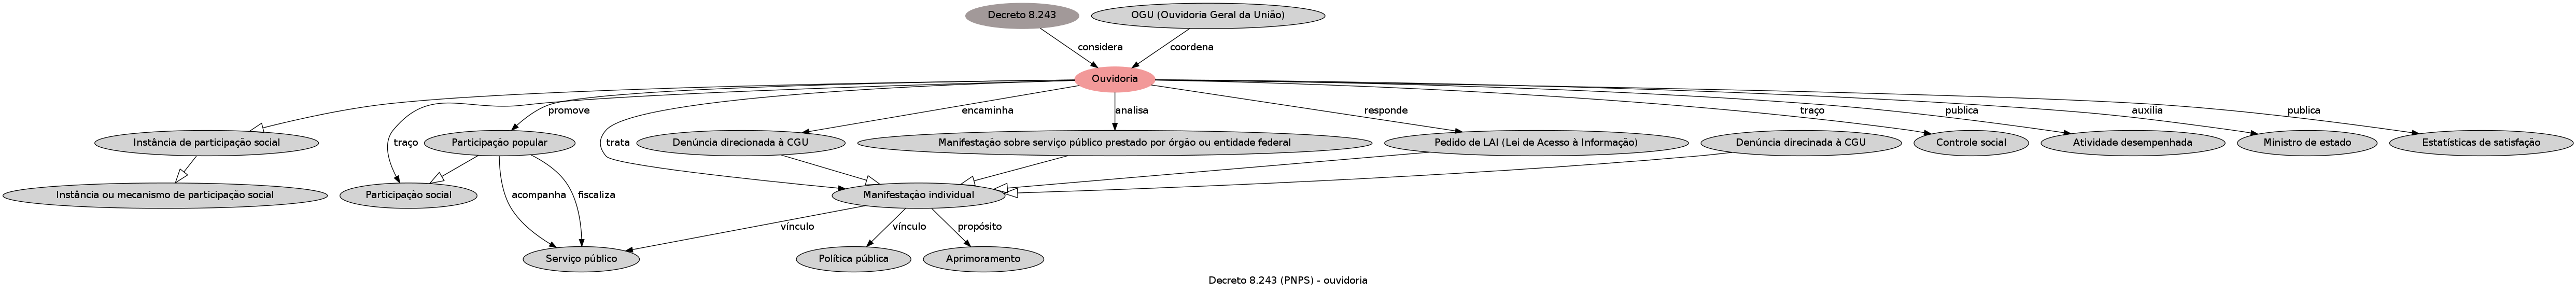 Decreto 8.243
OGU (Ouvidoria Geral da União)
considera
coordena
Ouvidoria
promove
encaminha
analisa
responde
traço
publica
auxilia
publica
Instância de participação social
traço
Participação popular
trata
Denúncia direcionada à CGU
Manifestação sobre serviço público prestado por órgão ou entidade federal
Pedido de LAI (Lei de Acesso à Informação)
Denúncia direcinada à CGU
Controle social
Atividade desempenhada
Ministro de estado
Estatísticas de satisfação
Instância ou mecanismo de participação social
Participação social
acompanha
fiscaliza
Manifestação individual
vínculo
vínculo
propósito
Serviço público
Política pública
Aprimoramento
Decreto 8.243 (PNPS) - ouvidoria